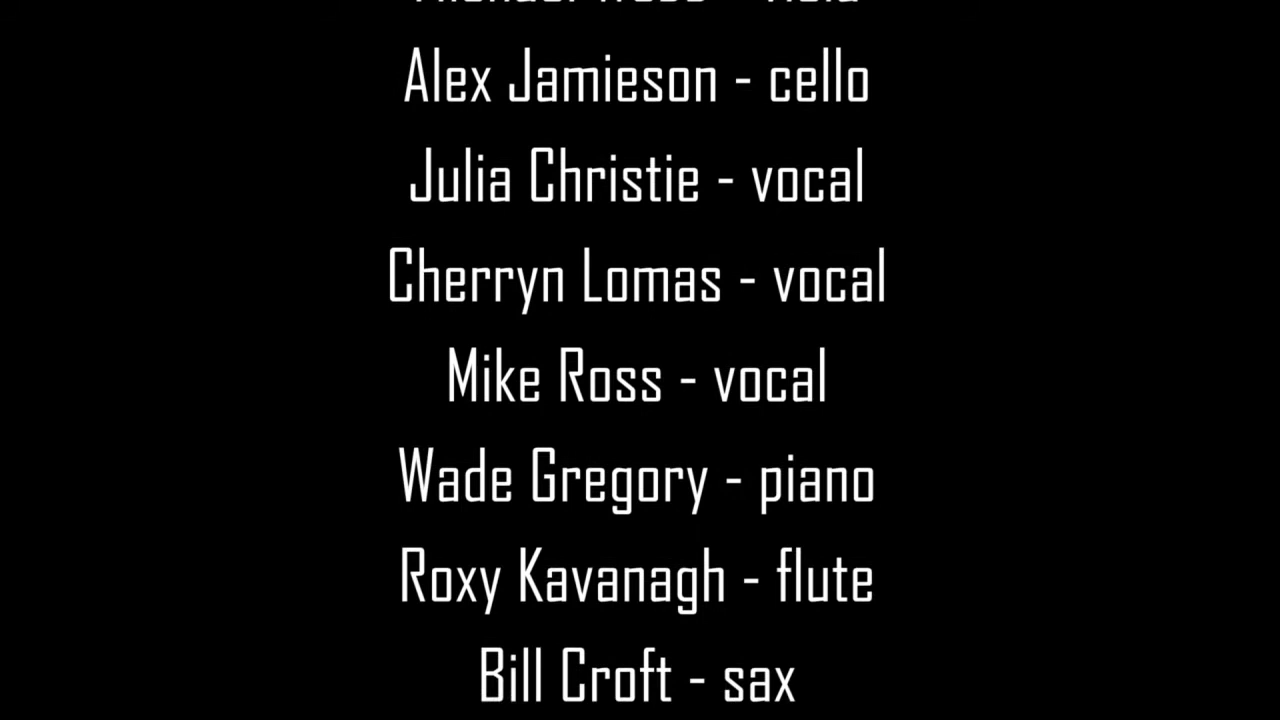 Alex Jamieson - cello
Julia Christie - vocal
Cherryn Lomas - vocal
Mike Ross - vocal
Wade Gregory - piano
Roxy Kavanagh - flute
Bill Croft - sax